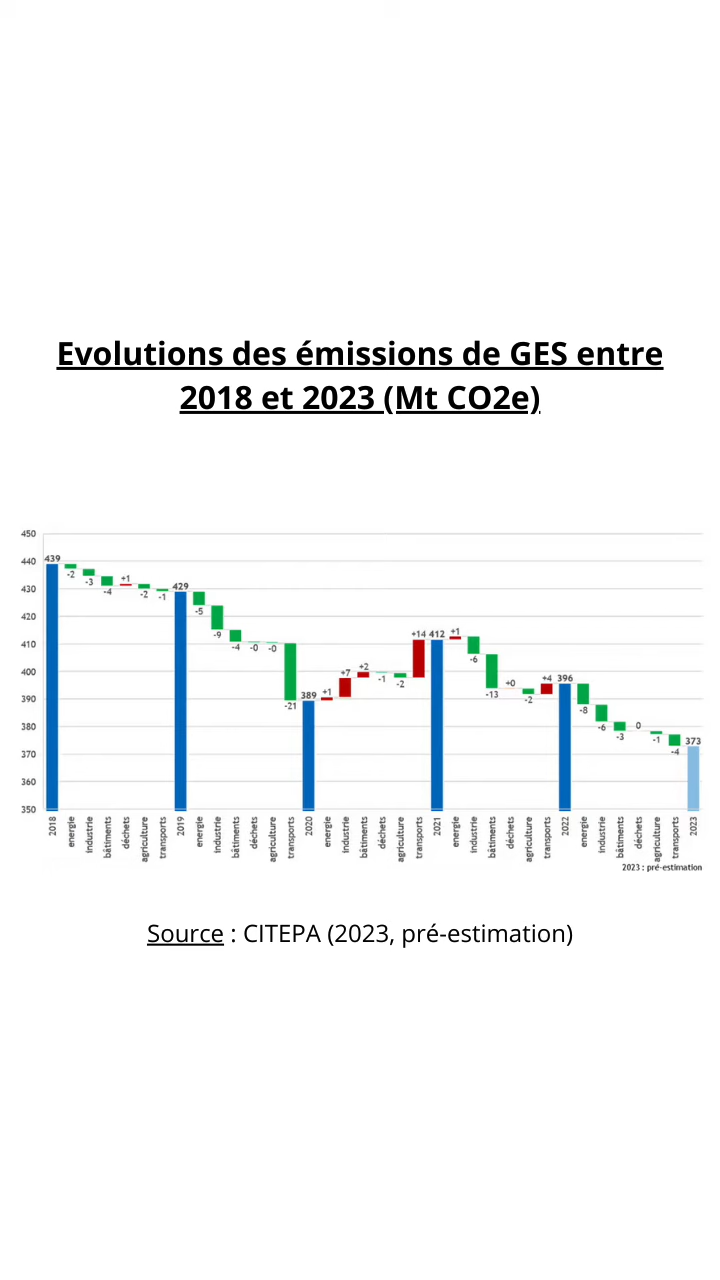 Evolutions des émissions de GES entre
2018 et 2023 (Mt CO2e)
450
440
430
420
410
400
390
380
370
360
350
439
-2
-3
-4
+1
-2
-1
429
-5
-9
-4
-0
-0
-21
389
+1
+7
+2
-1
-2
+14
412
+1
-6
-13
+0
-2
+4
396
-8
-6
-3
0
-1
-4
373
2018
energie
industrie
bâtiments
déchets
agriculture
transports
2019
energie
industrie
bâtiments
déchets
agriculture
transports
2020
energie
industrie
bâtiments
déchets
agriculture
transports
2021
energie
industrie
bâtiments
déchets
agriculture
transports
2022
energie
industrie
bâtiments
déchets
agriculture
transports
2023
2023 : pré-estimation
Source : CITEPA (2023, pré-estimation)